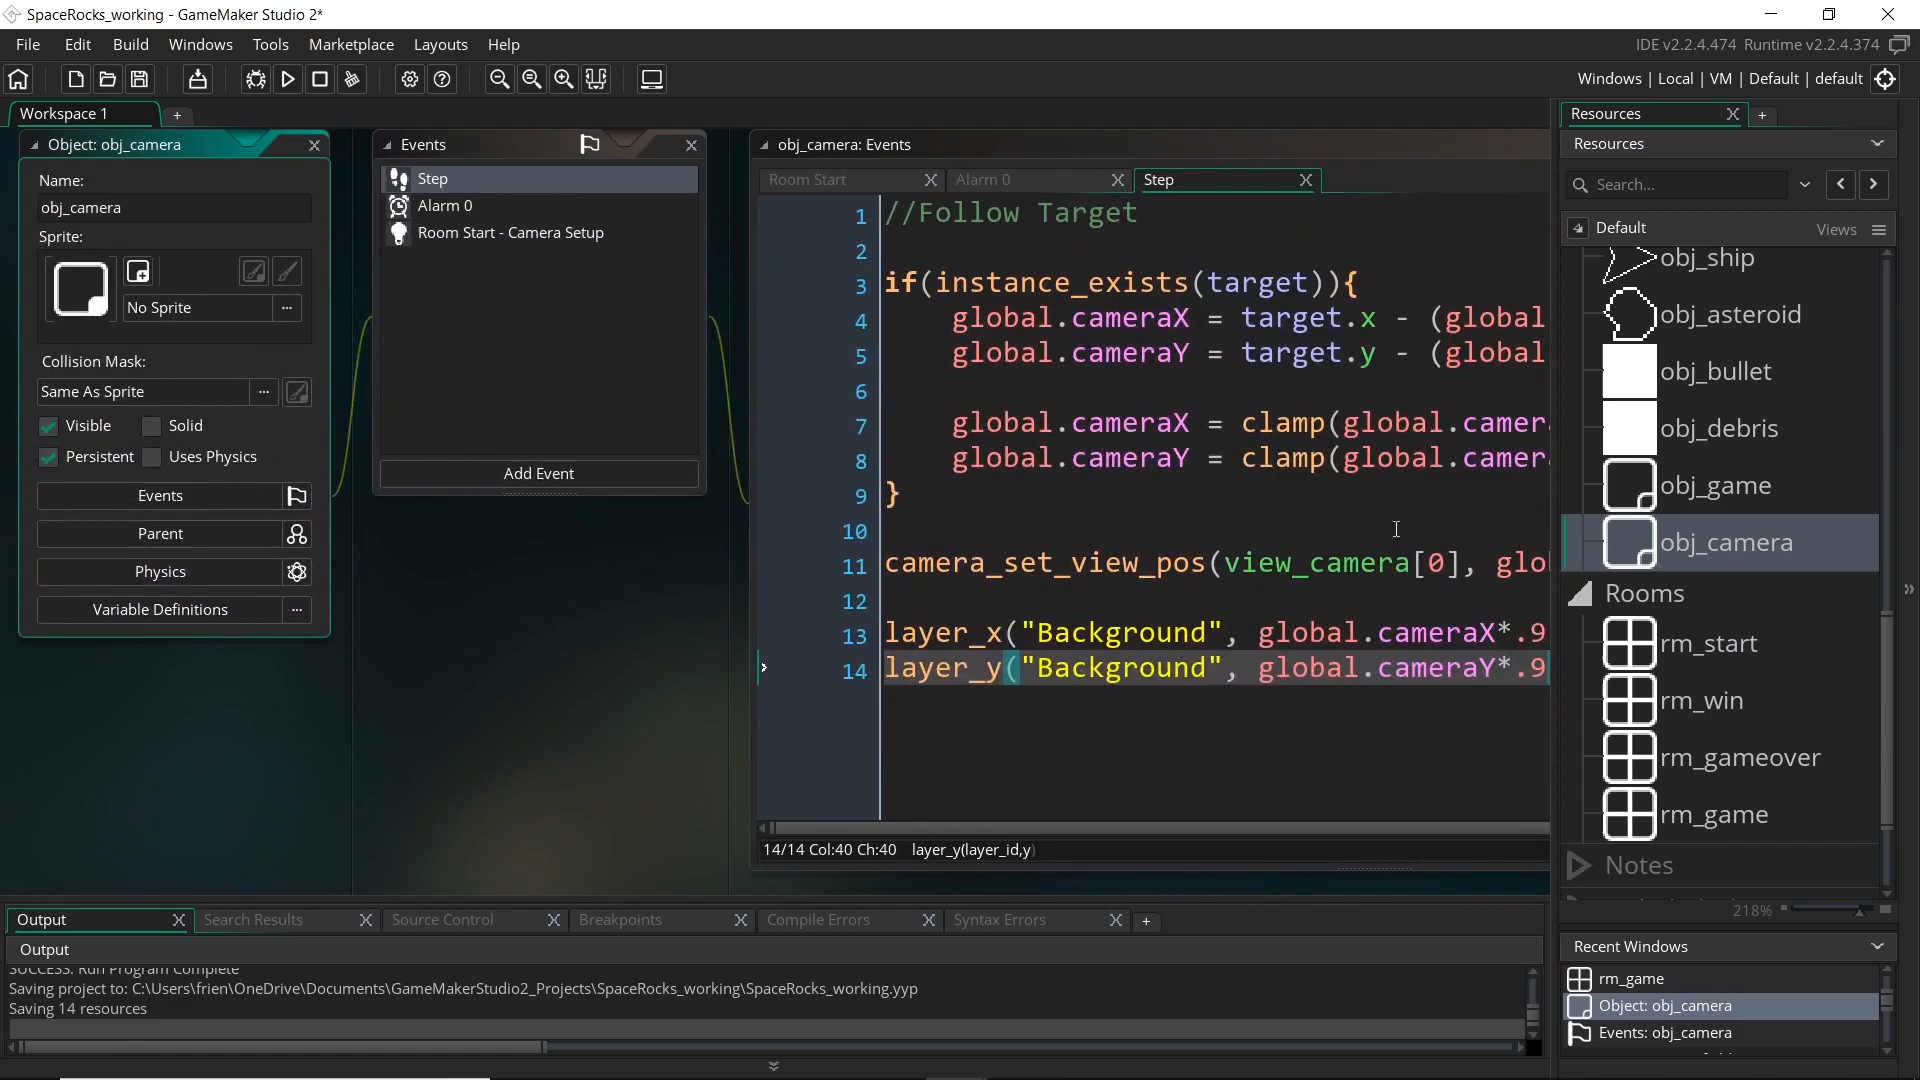 SpaceRocks_working - GameMaker Studio 2*
File Edit Build Windows Tools Marketplace Layouts Help
IDE v2.2.4.474 Runtime v2.2.4.374
Windows | Local | VM | Default | default
Workspace 1
+
Object: obj_camera
Name:
obj_camera
Sprite:
No Sprite
...
Collision Mask:
Same As Sprite
...
Visible Solid
Persistent Uses Physics
Events
Parent
Physics
Variable Definitions
...
Events
Step
Alarm 0
Room Start - Camera Setup
Add Event
obj_camera: Events
Room Start Alarm 0 Step
1 //Follow Target
2
3 if(instance_exists(target)){
4 global.cameraX = target.x - (global
5 global.cameraY = target.y - (global
6
7 global.cameraX = clamp(global.camer
8 global.cameraY = clamp(global.camer
9 }
10
11 camera_set_view_pos(view_camera[0], glo
12
13 layer_x("Background", global.cameraX*.9
14 layer_y("Background", global.cameraY*.9
14/14 Col:40 Ch:40 layer_y(layer_id,y)
Resources
+
Resources
Search...
Default Views
obj_ship
obj_asteroid
obj_bullet
obj_debris
obj_game
obj_camera
Rooms
rm_start
rm_win
rm_gameover
rm_game
Notes
218%
Recent Windows
rm_game
Object: obj_camera
Events: obj_camera
Output Search Results Source Control Breakpoints Compile Errors Syntax Errors +
Output
SUCCESS: Run Program Complete
Saving project to: C:\Users\frien\OneDrive\Documents\GameMakerStudio2_Projects\SpaceRocks_working\SpaceRocks_working.yyp
Saving 14 resources